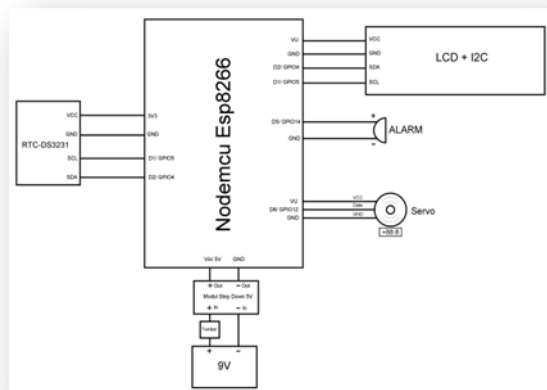 VU
GND
D2/ GPIO4
D1/ GPIO5
VCC
GND
SDA
SCL
LCD + I2C
Nodemcu Esp8266
RTC-DS3231
VCC
GND
SCL
SDA
3V3
GND
D1/ GPIO5
D2/ GPIO4
D5/ GPIO14
GND
+
-
ALARM
VU
D6/ GPIO12
GND
VCC
Data
GND
Servo
+88.8
Vin/ 5V
GND
+ Out
- Out
Modul Step Down 5V
+ In
- In
+
-
9V